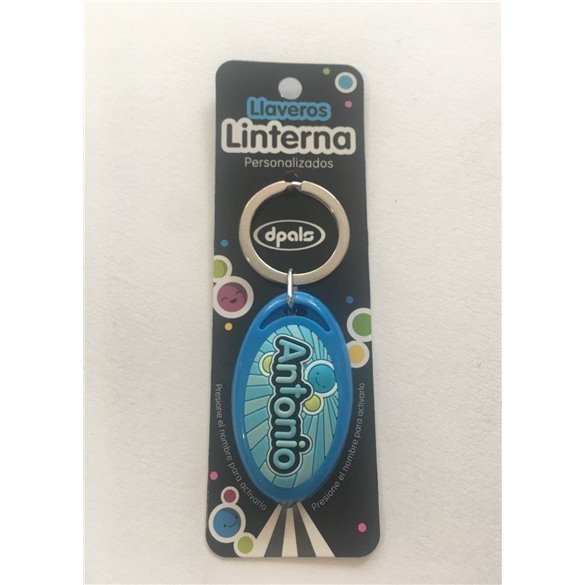 Llaveros
Linterna
Personalizados
dpals
Antonio
Presione el nombre para activarlo
Presione el nombre para activarlo